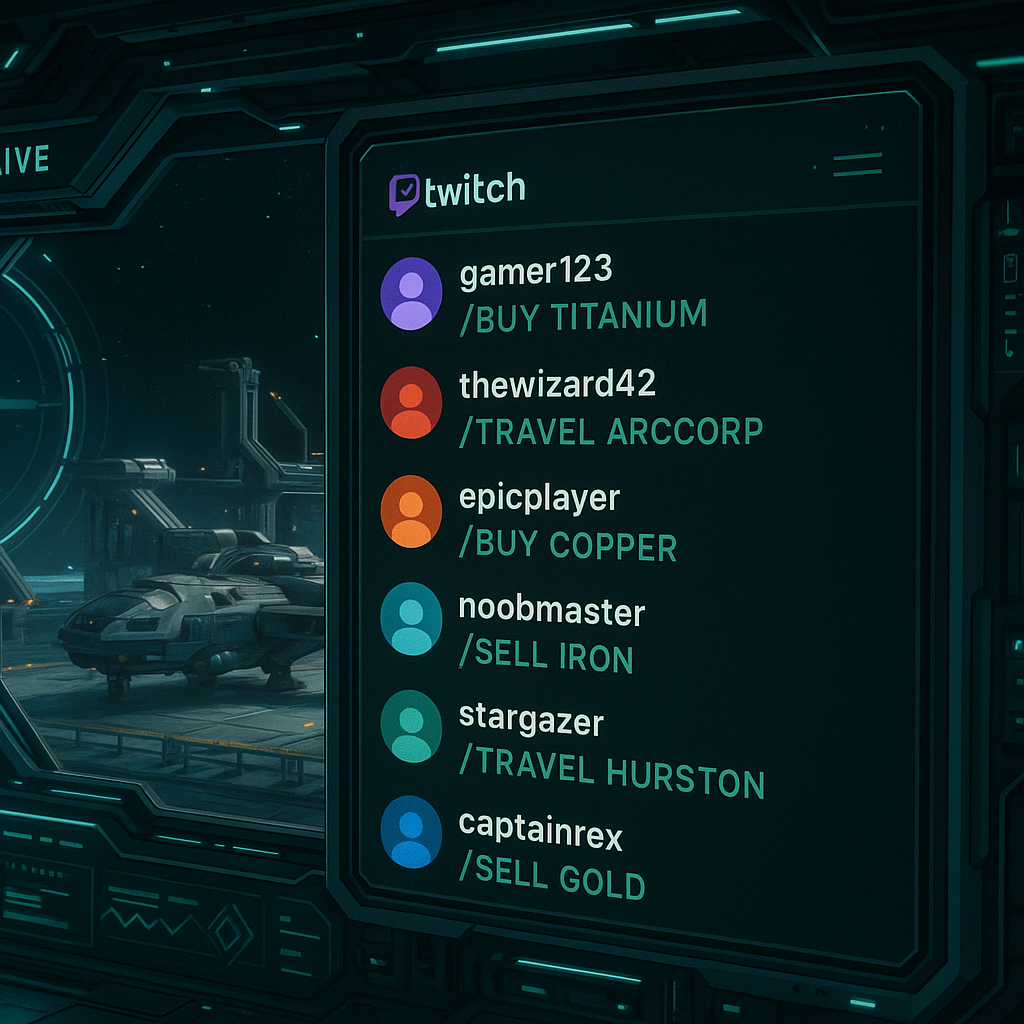 twitch
gamer123
/BUY TITANIUM
thewizard42
/TRAVEL ARCCORP
epicplayer
/BUY COPPER
noobmaster
/SELL IRON
stargazer
/TRAVEL HURSTON
captainrex
/SELL GOLD